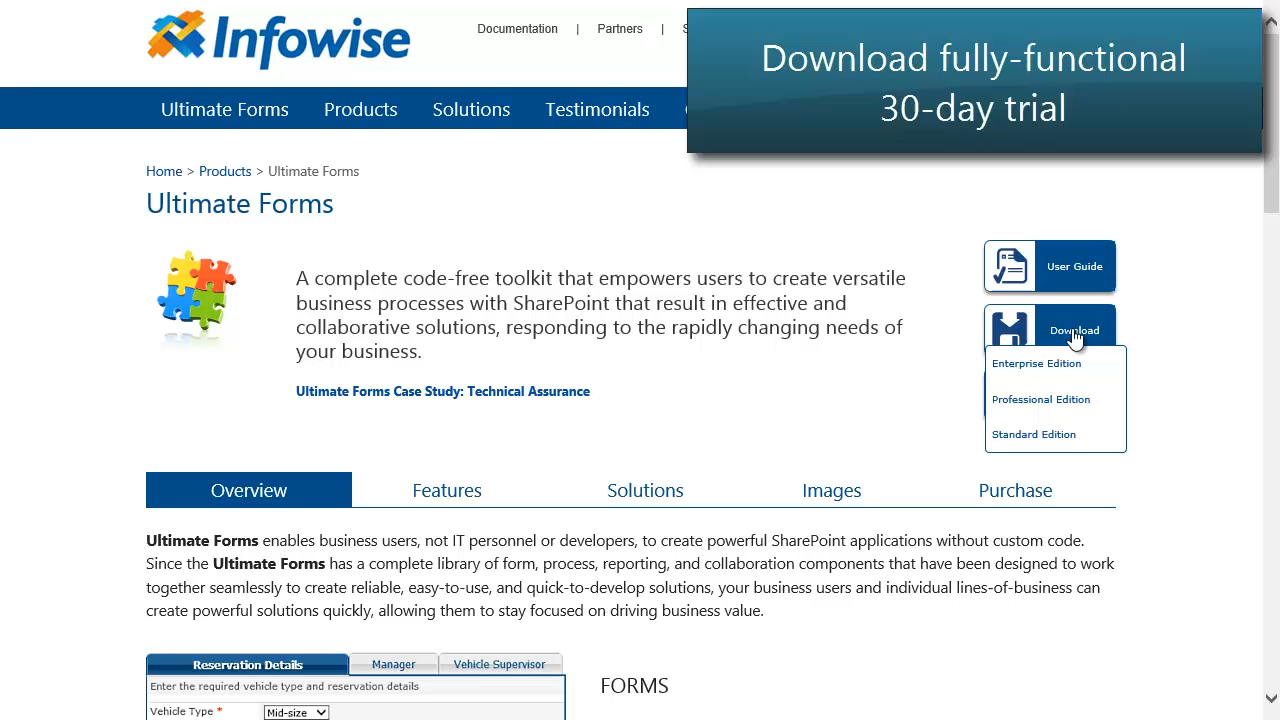 Infowise
Documentation | Partners | S
Download fully-functional
30-day trial
Ultimate Forms Products Solutions Testimonials
Home > Products > Ultimate Forms
Ultimate Forms
A complete code-free toolkit that empowers users to create versatile
business processes with SharePoint that result in effective and
collaborative solutions, responding to the rapidly changing needs of
your business.
Ultimate Forms Case Study: Technical Assurance
User Guide
Download
Enterprise Edition
Professional Edition
Standard Edition
Overview Features Solutions Images Purchase
Ultimate Forms enables business users, not IT personnel or developers, to create powerful SharePoint applications without custom code.
Since the Ultimate Forms has a complete library of form, process, reporting, and collaboration components that have been designed to work
together seamlessly to create reliable, easy-to-use, and quick-to-develop solutions, your business users and individual lines-of-business can
create powerful solutions quickly, allowing them to stay focused on driving business value.
Reservation Details Manager Vehicle Supervisor
Enter the required vehicle type and reservation details
Vehicle Type * Mid-size
FORMS